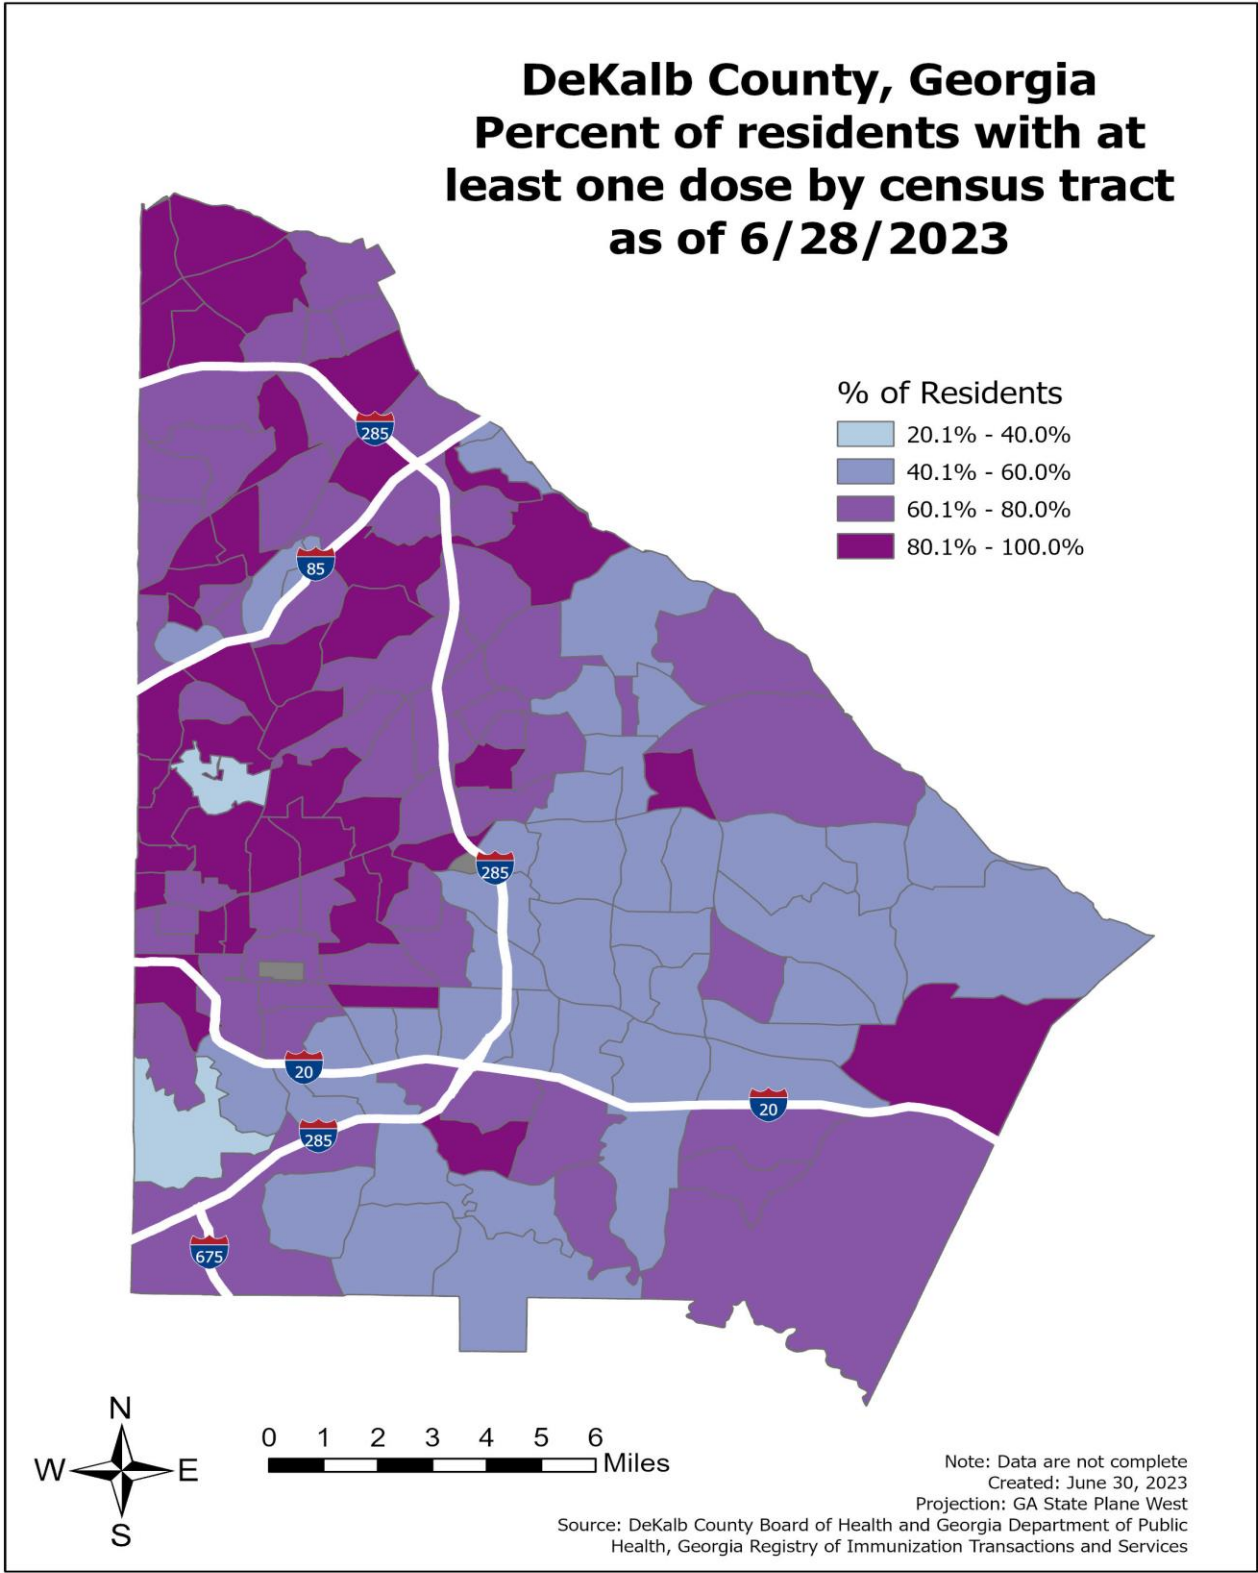 DeKalb County, Georgia
Percent of residents with at
least one dose by census tract
as of 6/28/2023
% of Residents
20.1% - 40.0%
40.1% - 60.0%
60.1% - 80.0%
80.1% - 100.0%
285
85
285
20
20
285
675
N
W E
S
0 1 2 3 4 5 6
Miles
Note: Data are not complete
Created: June 30, 2023
Projection: GA State Plane West
Source: DeKalb County Board of Health and Georgia Department of Public
Health, Georgia Registry of Immunization Transactions and Services